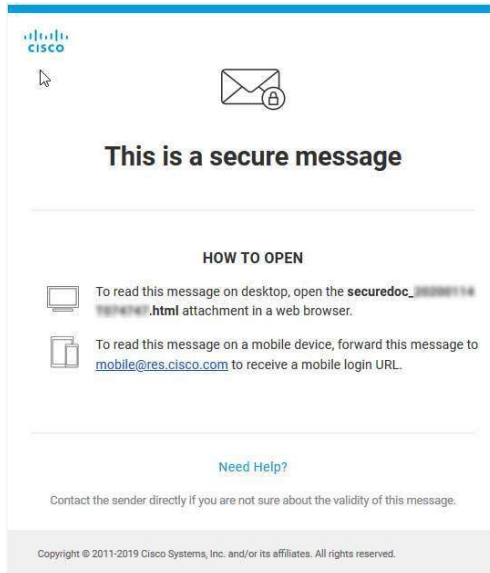 CISCO
This is a secure message
HOW TO OPEN
To read this message on desktop, open the securedoc_
.html attachment in a web browser.
To read this message on a mobile device, forward this message to
mobile@res.cisco.com to receive a mobile login URL.
Need Help?
Contact the sender directly if you are not sure about the validity of this message.
Copyright © 2011-2019 Cisco Systems, Inc. and/or its affiliates. All rights reserved.